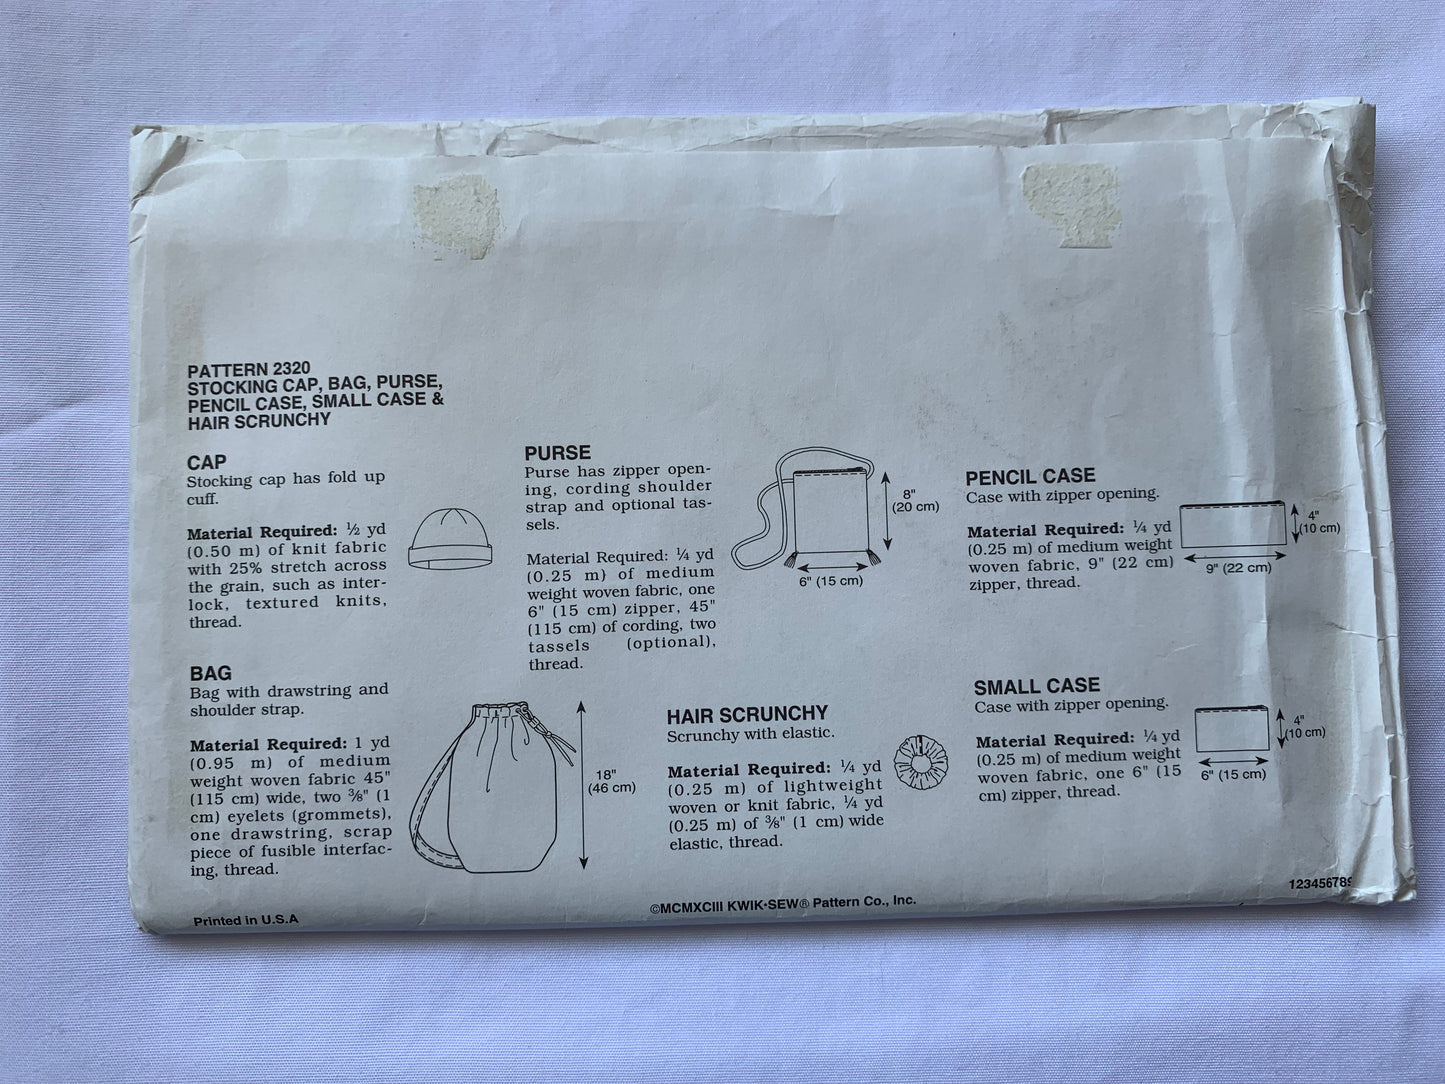 PATTERN 2320
STOCKING CAP, BAG, PURSE,
PENCIL CASE, SMALL CASE &
HAIR SCRUNCHY
CAP
Stocking cap has fold up
cuff.
Material Required: ½ yd
(0.50 m) of knit fabric
with 25% stretch across
the grain, such as inter-
lock, textured knits,
thread.
BAG
Bag with drawstring and
shoulder strap.
Material Required: 1 yd
(0.95 m) of medium
weight woven fabric 45"
(115 cm) wide, two ⅜" (1
cm) eyelets (grommets),
one drawstring, scrap
piece of fusible interfac-
ing, thread.
18"
(46 cm)
PURSE
Purse has zipper open-
ing, cording shoulder
strap and optional tas-
sels.
Material Required: ¼ yd
(0.25 m) of medium
weight woven fabric, one
6" (15 cm) zipper, 45"
(115 cm) of cording, two
tassels (optional),
thread.
8"
(20 cm)
6" (15 cm)
HAIR SCRUNCHY
Scrunchy with elastic.
Material Required: ¼ yd
(0.25 m) of lightweight
woven or knit fabric, ¼ yd
(0.25 m) of ⅜" (1 cm) wide
elastic, thread.
PENCIL CASE
Case with zipper opening.
Material Required: ¼ yd
(0.25 m) of medium weight
woven fabric, 9" (22 cm)
zipper, thread.
4"
(10 cm)
9" (22 cm)
SMALL CASE
Case with zipper opening.
Material Required: ¼ yd
(0.25 m) of medium weight
woven fabric, one 6" (15
cm) zipper, thread.
4"
(10 cm)
6" (15 cm)
Printed in U.S.A
©MCMXCIII KWIK•SEW® Pattern Co., Inc.
123456789